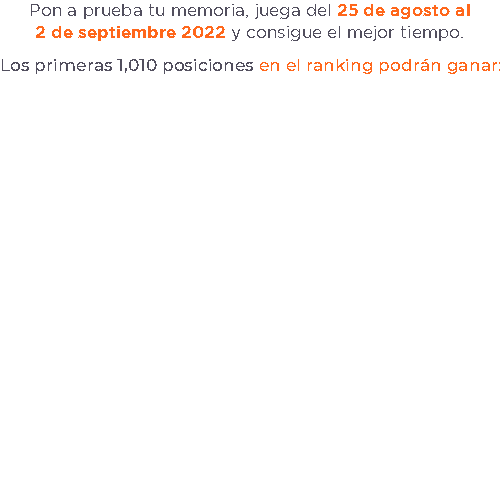 Pon a prueba tu memoria, juega del 25 de agosto al
2 de septiembre 2022 y consigue el mejor tiempo.
Los primeras 1,010 posiciones en el ranking podrán ganar: